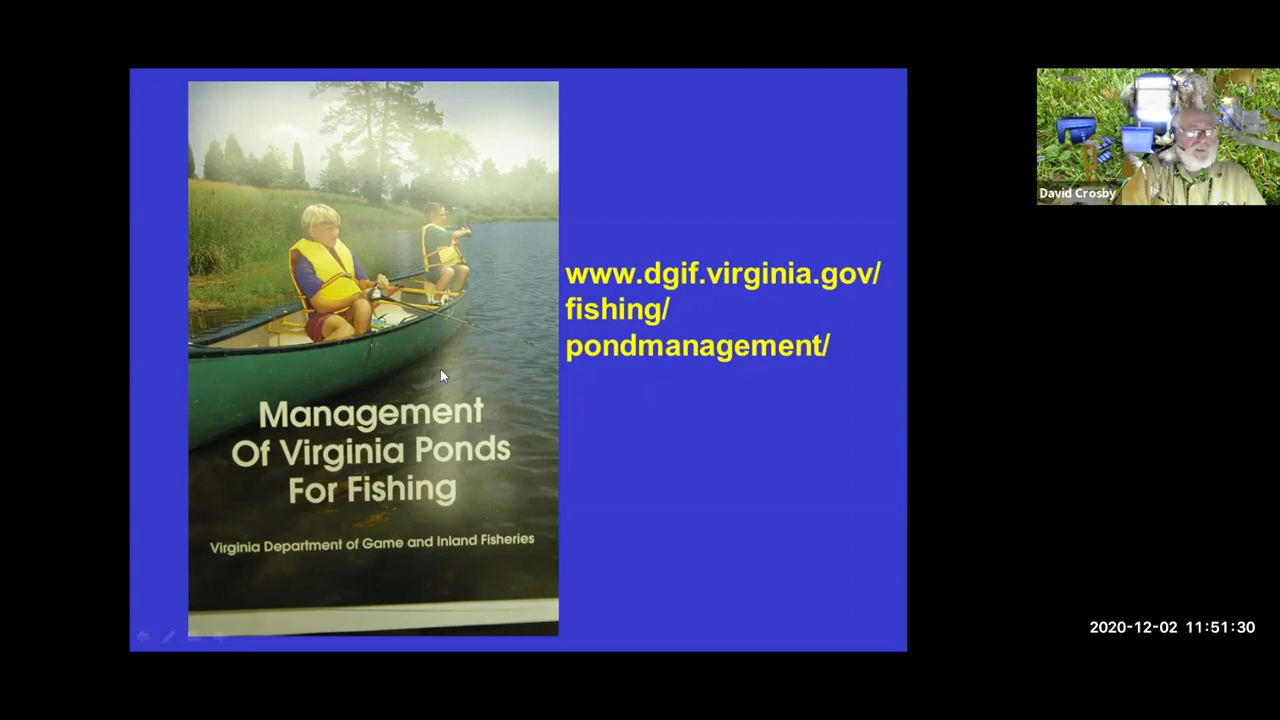 www.dgif.virginia.gov/
fishing/
pondmanagement/
Management
Of Virginia Ponds
For Fishing
Virginia Department of Game and Inland Fisheries
David Crosby
2020-12-02 11:51:30